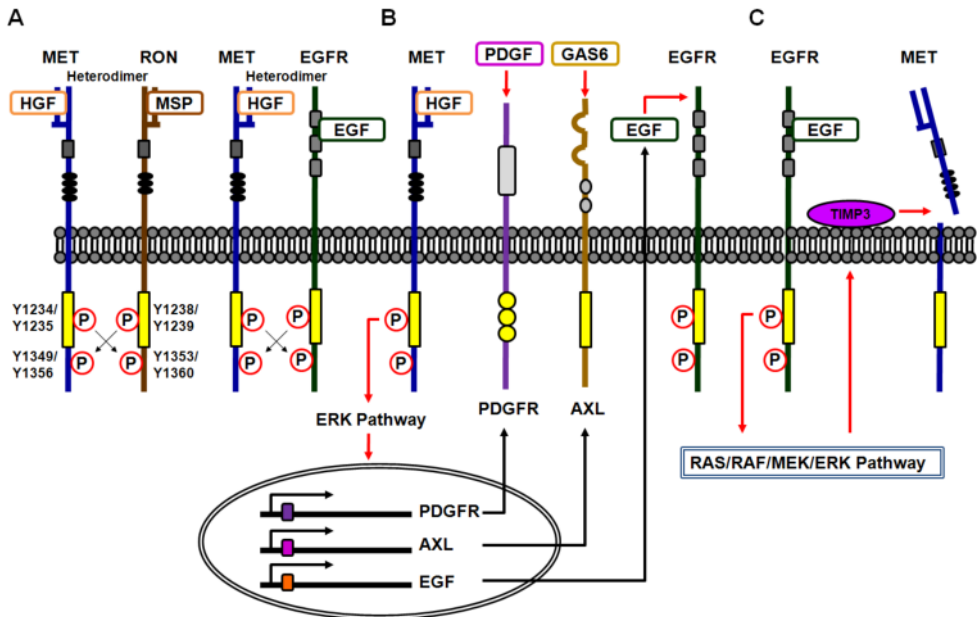 A B C
MET RON MET EGFR MET PDGF GAS6 EGFR EGFR MET
Heterodimer Heterodimer
HGF MSP HGF EGF HGF EGF EGF
TIMP3
Y1234/
Y1235
P P
Y1238/
Y1239
P P P P P
Y1349/
Y1356
P P
Y1353/
Y1360
P P P P P
ERK Pathway
PDGFR AXL
RAS/RAF/MEK/ERK Pathway
PDGFR
AXL
EGF